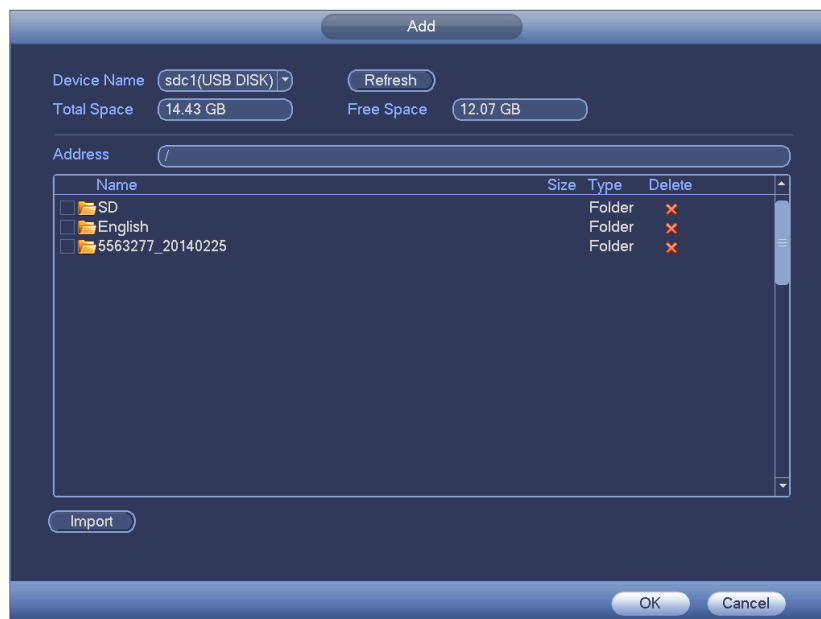 Add
Device Name sdc1(USB DISK) Refresh
Total Space 14.43 GB Free Space 12.07 GB
Address /
Name Size Type Delete
SD Folder
English Folder
5563277_20140225 Folder
Import
OK Cancel